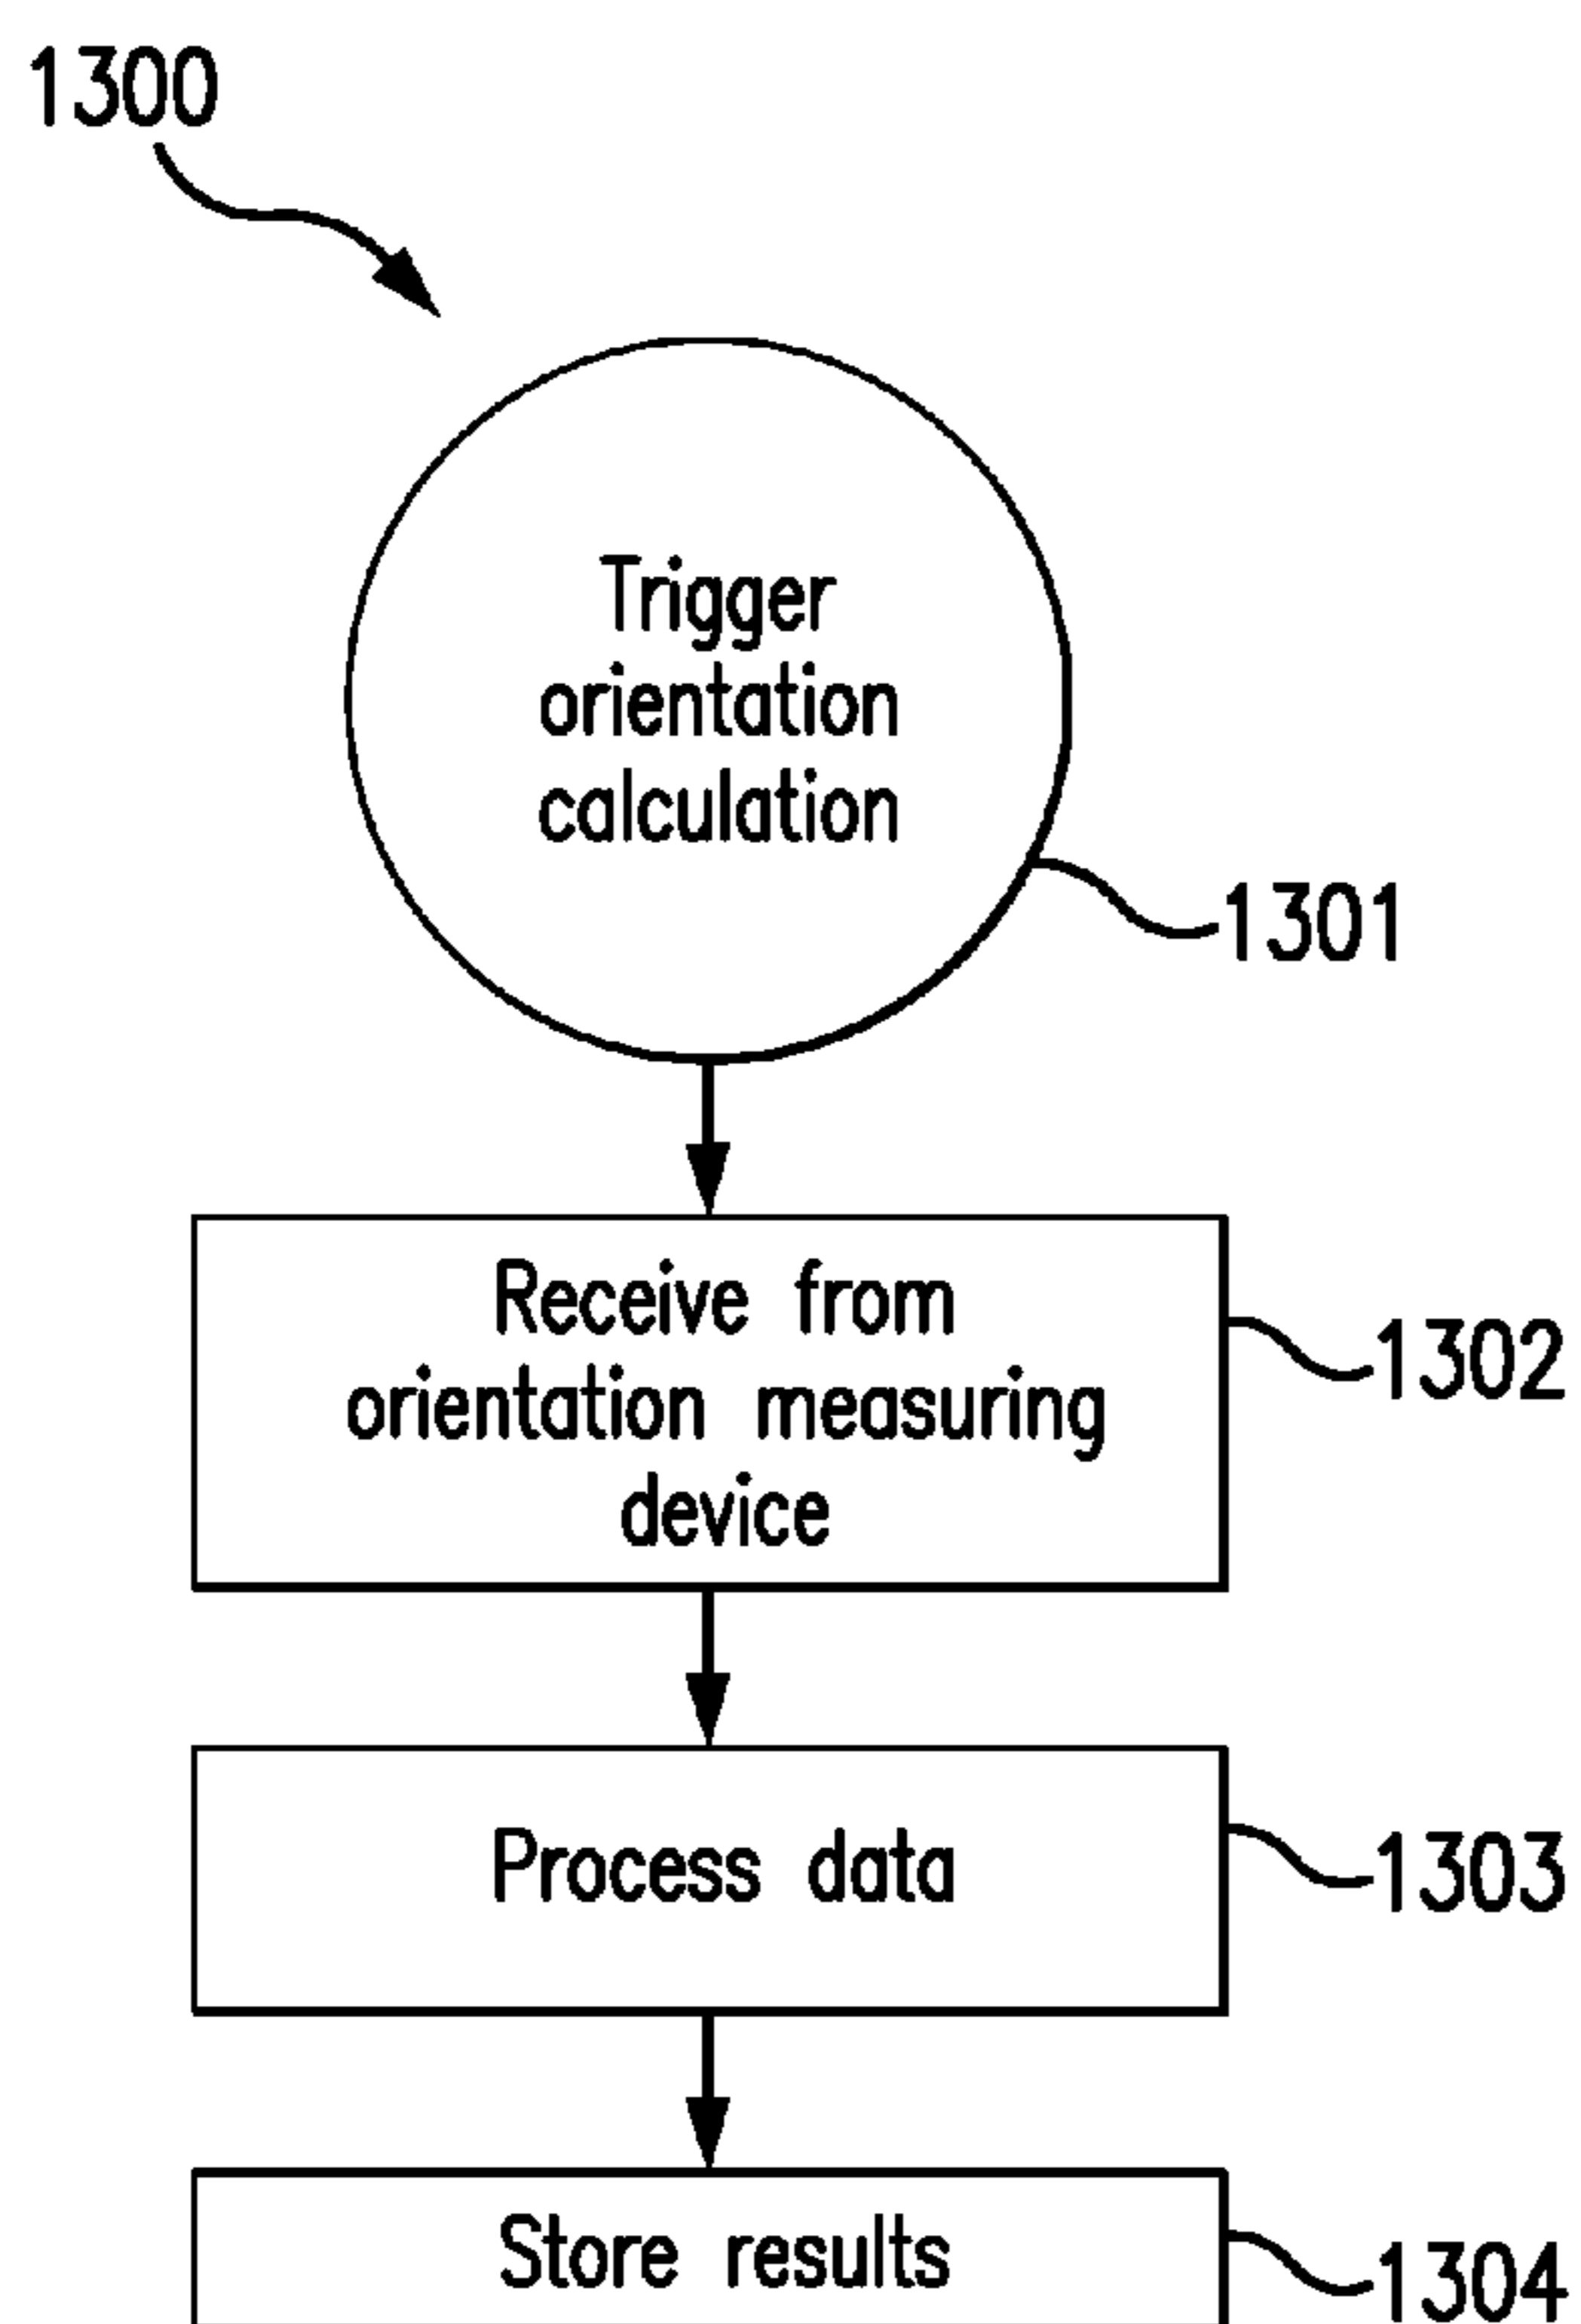 1300
Trigger
orientation
calculation
1301
Receive from
orientation measuring
device
1302
Process data
1303
Store results
1304